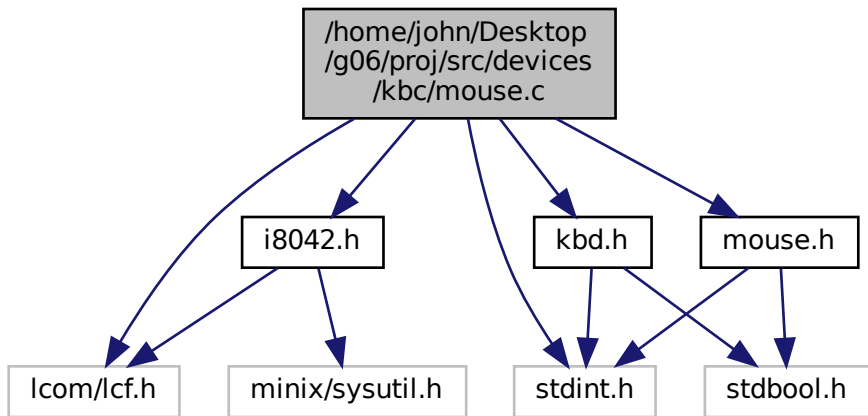 /home/john/Desktop
/g06/proj/src/devices
/kbc/mouse.c
i8042.h
kbd.h
mouse.h
lcom/lcf.h
minix/sysutil.h
stdint.h
stdbool.h